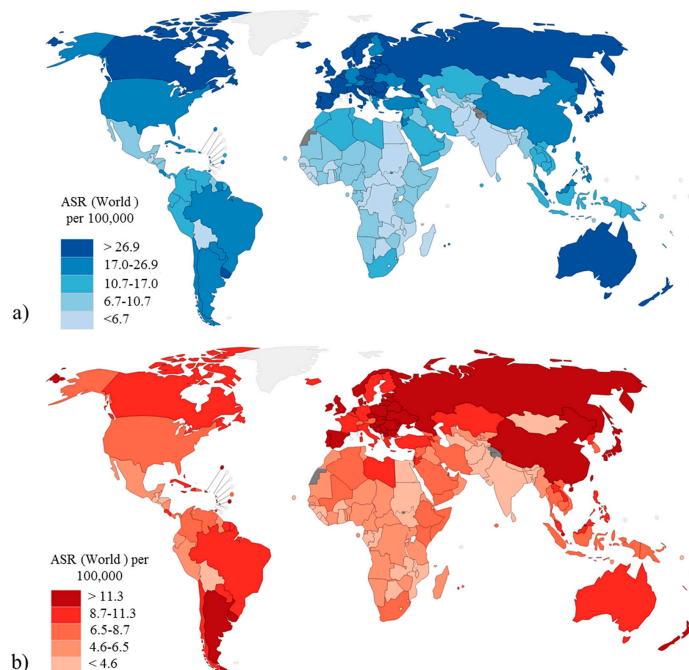 a)
ASR (World )
per 100,000
> 26.9
17.0-26.9
10.7-17.0
6.7-10.7
<6.7
b)
ASR (World ) per
100,000
> 11.3
8.7-11.3
6.5-8.7
4.6-6.5
< 4.6